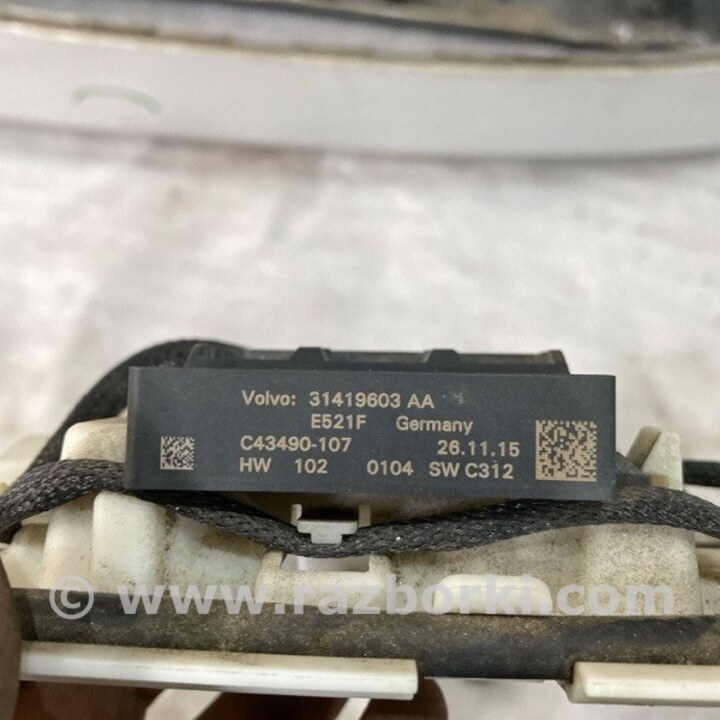 Volvo: 31419603 AA
E521F Germany
C43490-107 26.11.15
HW 102 0104 SW C312
© www.razborki.com